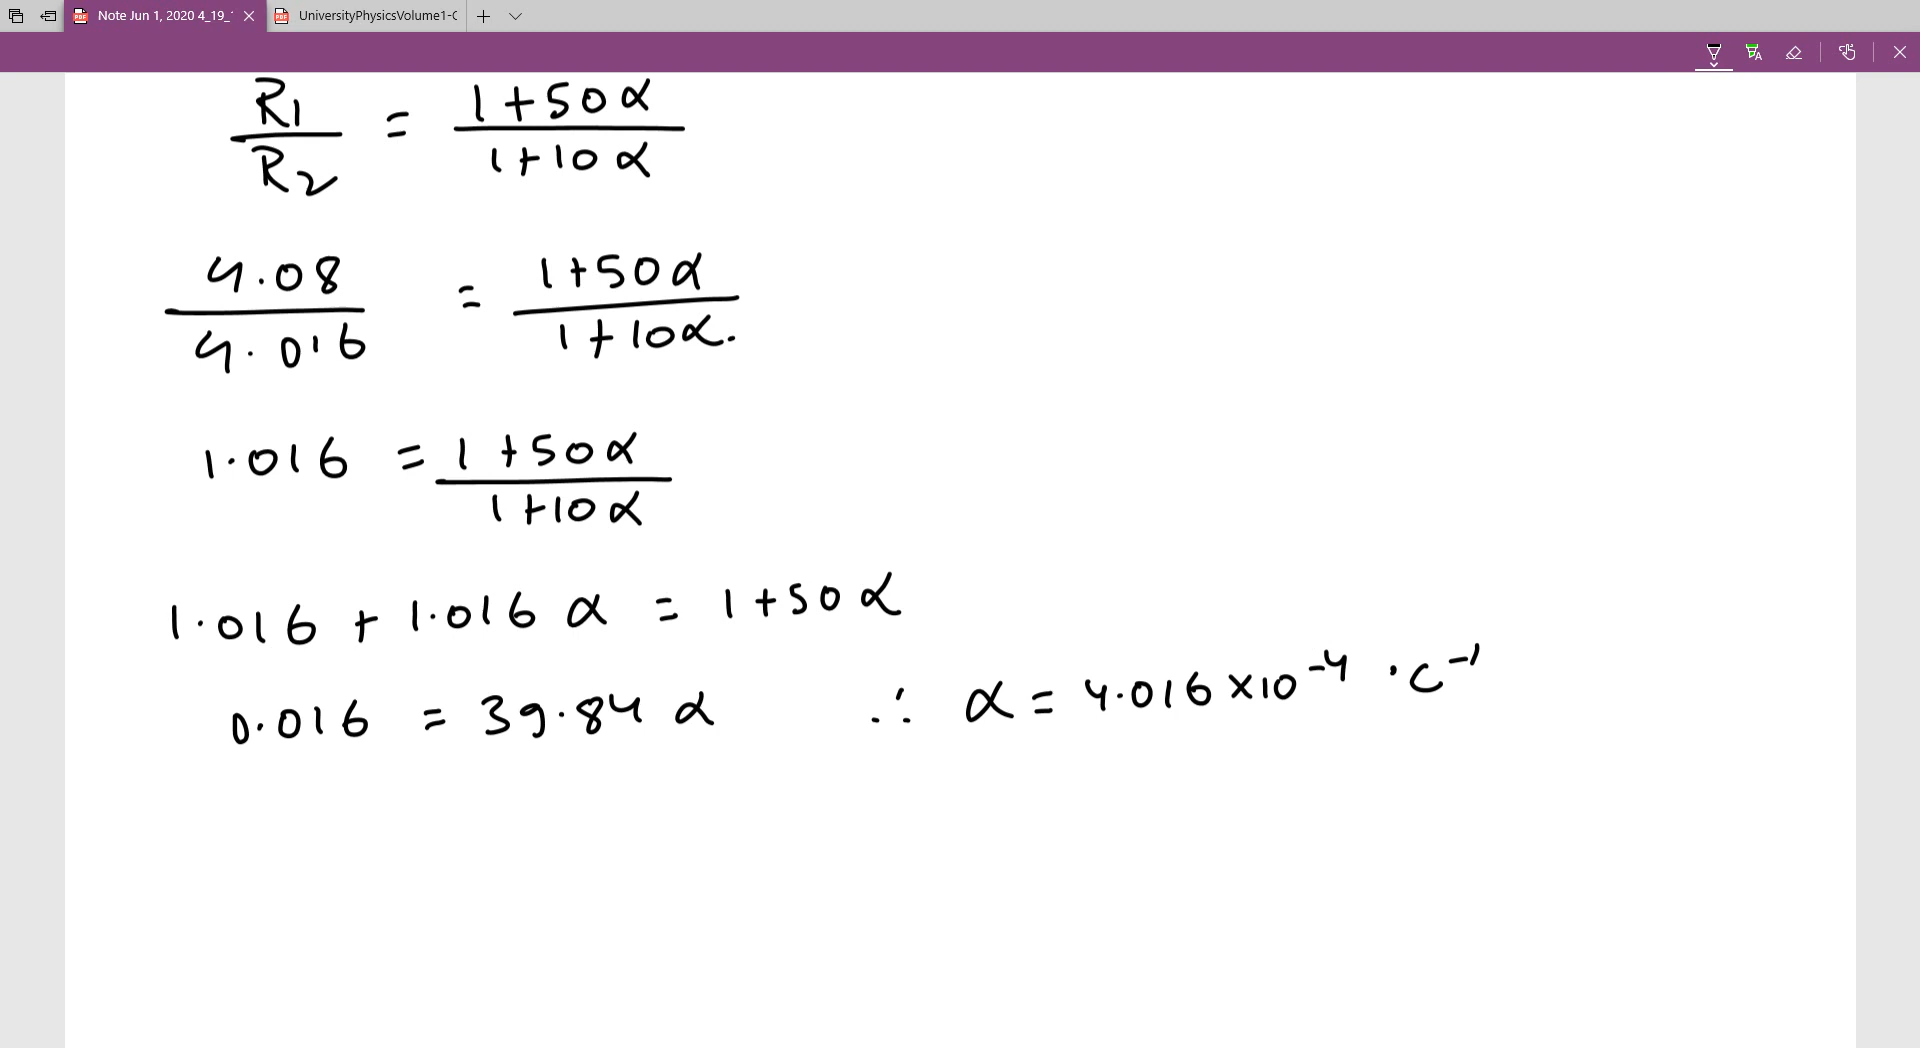 Note Jun 1, 2020 4_19_ UniversityPhysicsVolume1-
R1/R2 = 1+50α/1+10α
4.08/4.016 = 1+50α/1+10α.
1.016 = 1+50α/1+10α
1.016 + 1.016 α = 1+50 α
0.016 = 39.84 α ∴ α = 4.016×10⁻⁴ ·c⁻¹